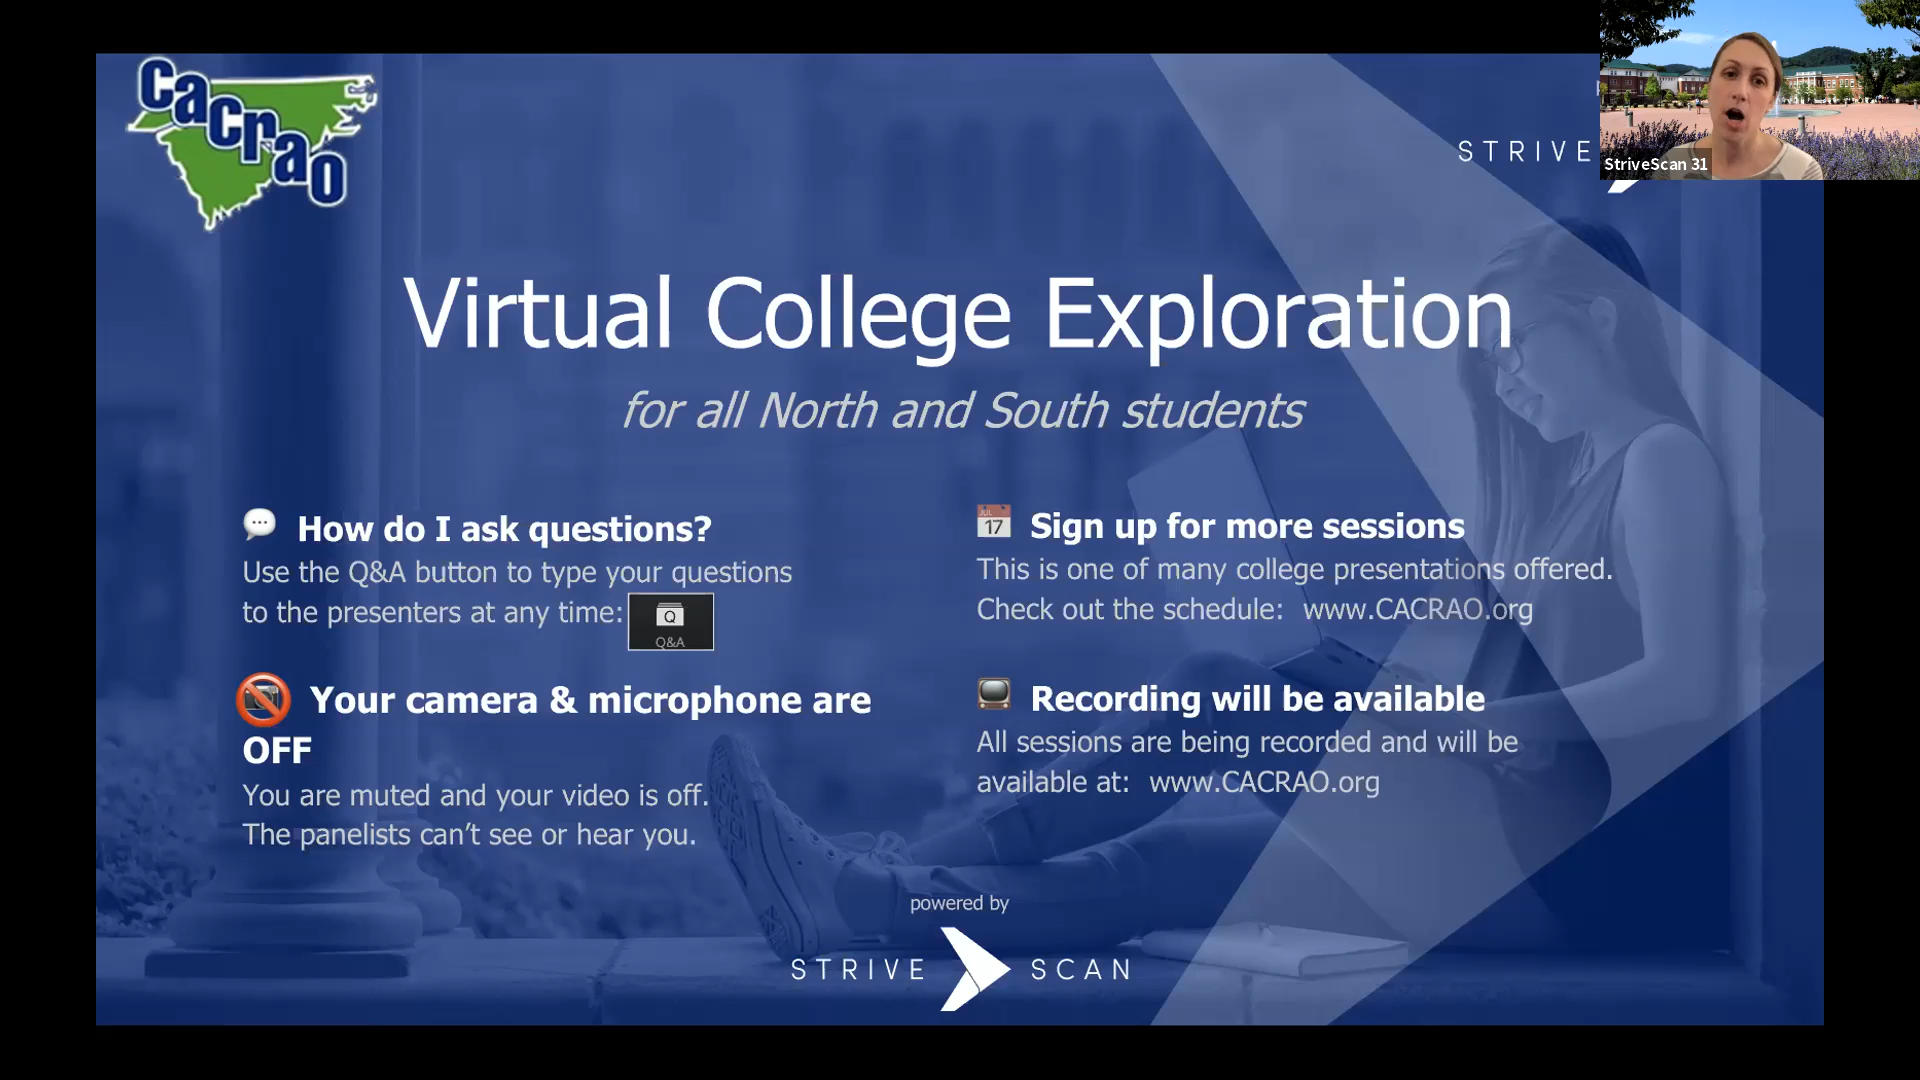 cacrao
STRIVE
StriveScan 31
Virtual College Exploration
for all North and South students
💬 How do I ask questions?
Use the Q&A button to type your questions
to the presenters at any time:
Q
Q&A
Your camera & microphone are
OFF
You are muted and your video is off.
The panelists can't see or hear you.
JUL
17
Sign up for more sessions
This is one of many college presentations offered.
Check out the schedule: www.CACRAO.org
Recording will be available
All sessions are being recorded and will be
available at: www.CACRAO.org
powered by
STRIVE SCAN